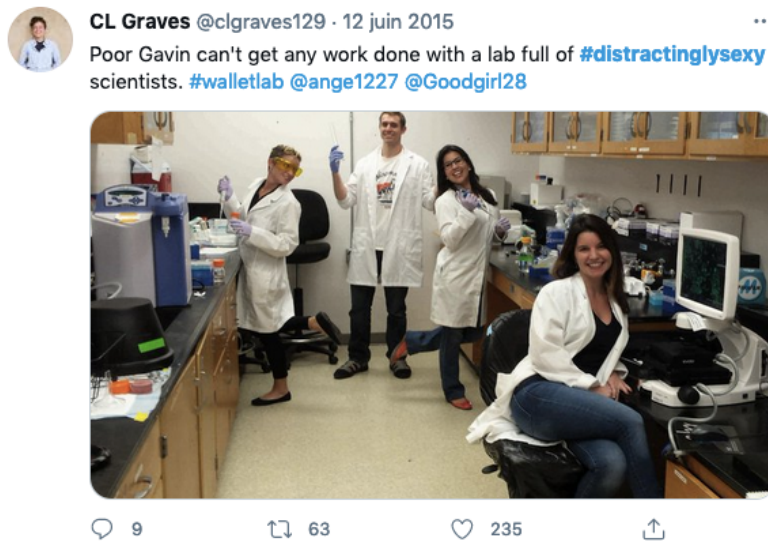 CL Graves @clgraves129 · 12 juin 2015
Poor Gavin can't get any work done with a lab full of #distractinglysexy
scientists. #walletlab @ange1227 @Goodgirl28
9 63 235